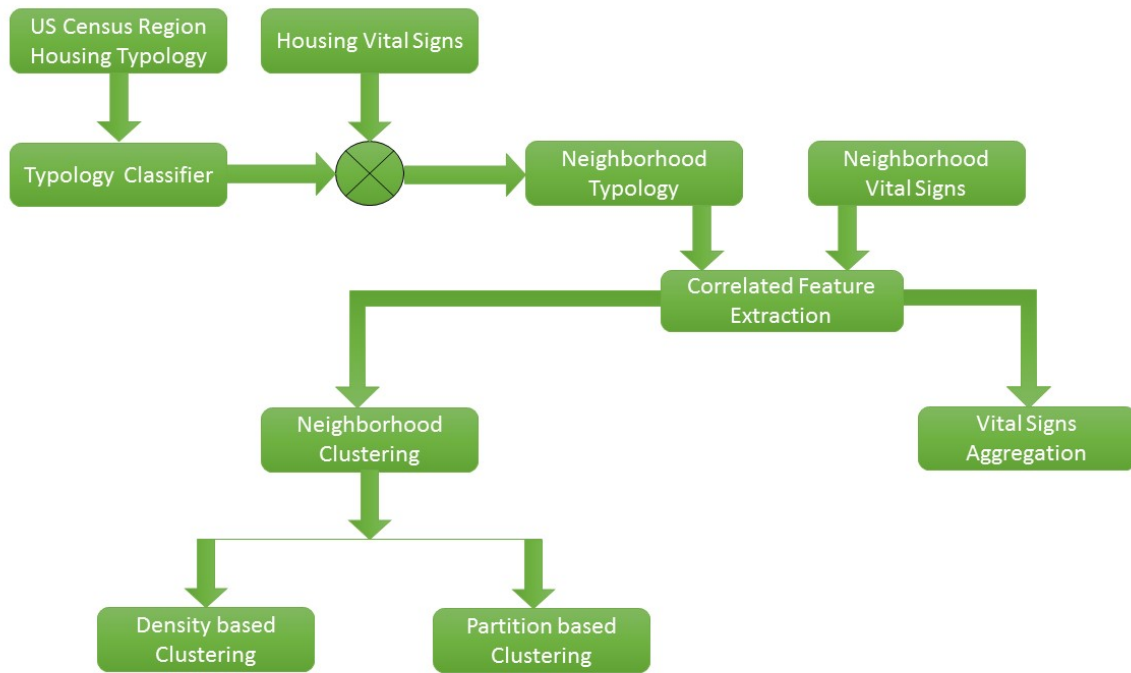 US Census Region
Housing Typology
Housing Vital Signs
Typology Classifier
Neighborhood
Typology
Neighborhood
Vital Signs
Correlated Feature
Extraction
Neighborhood
Clustering
Vital Signs
Aggregation
Density based
Clustering
Partition based
Clustering